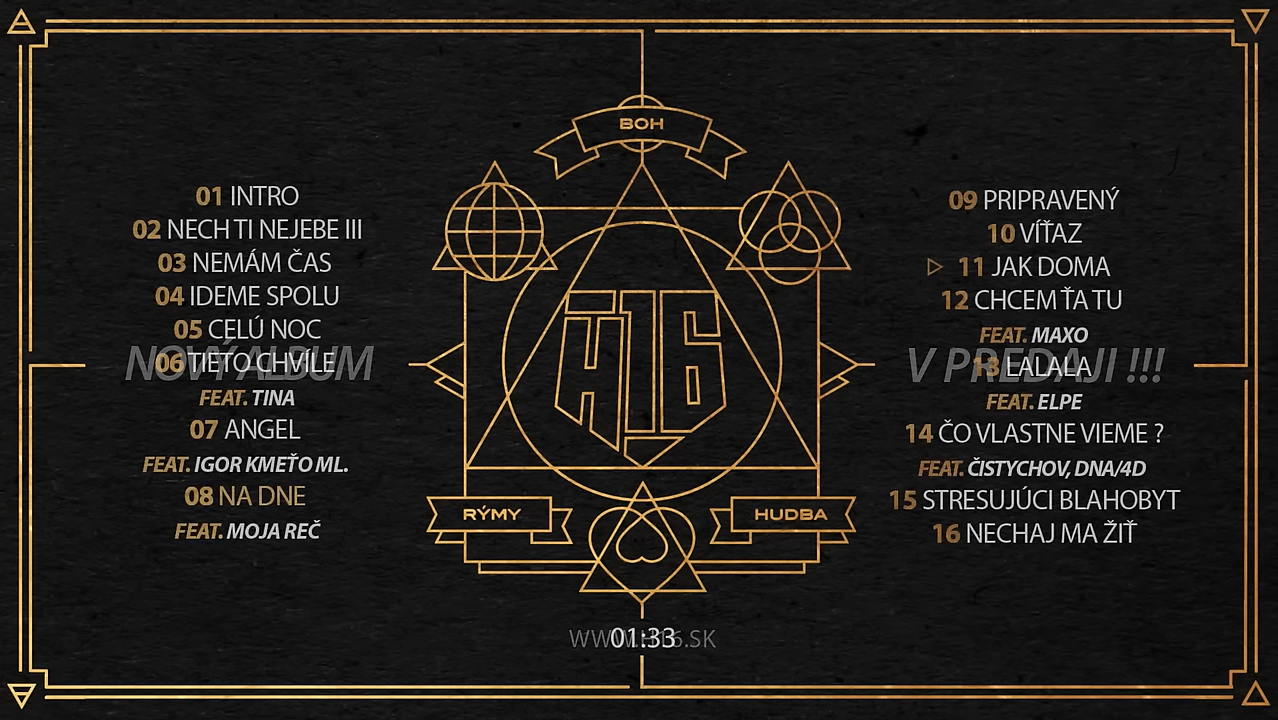 BOH
01 INTRO
02 NECH TI NEJEBE III
03 NEMÁM ČAS
04 IDEME SPOLU
05 CELÚ NOC
NOVÝ ALBUM
06 TIETO CHVÍLE
FEAT. TINA
07 ANGEL
FEAT. IGOR KMEŤO ML.
08 NA DNE
FEAT. MOJA REČ
H16
RÝMY
HUDBA
09 PRIPRAVENÝ
10 VÍŤAZ
11 JAK DOMA
12 CHCEM ŤA TU
FEAT. MAXO
V PREDAJI !!!
13 LALALA
FEAT. ELPE
14 ČO VLASTNE VIEME ?
FEAT. ČISTYCHOV, DNA/4D
15 STRESUJÚCI BLAHOBYT
16 NECHAJ MA ŽIŤ
WWW.H16.SK
01:33